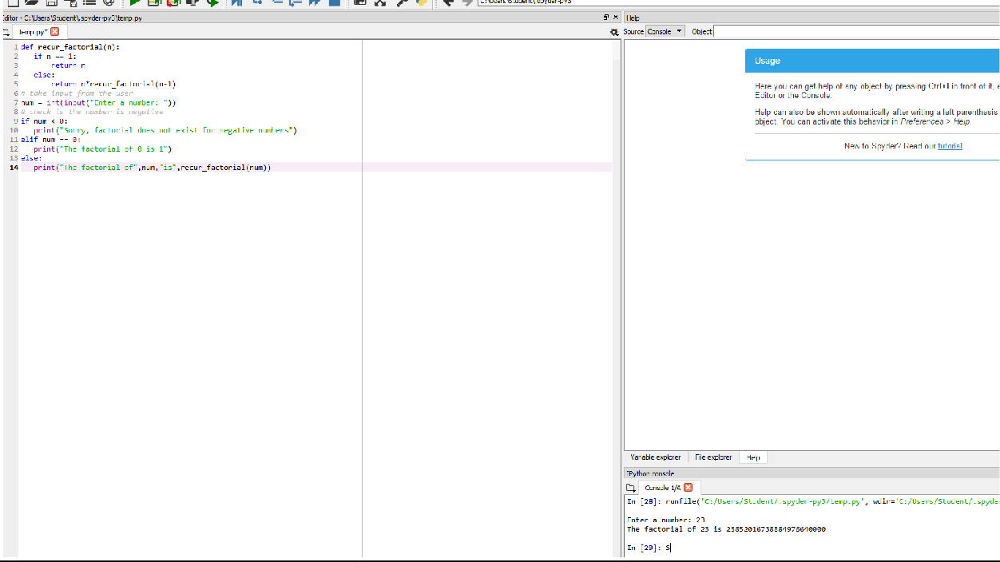 C:\Users\Student\.spyder-py3
Editor - C:\Users\Student\.spyder-py3\temp.py
Help
temp.py*
Source Console Object
1 def recur_factorial(n):
2 if n == 1:
3 return n
4 else:
5 return n*recur_factorial(n-1)
6 # take input from the user
7 num = int(input("Enter a number: "))
8 # check is the number is negative
9 if num < 0:
10 print("Sorry, factorial does not exist for negative numbers")
11 elif num == 0:
12 print("The factorial of 0 is 1")
13 else:
14 print("The factorial of",num,"is",recur_factorial(num))
Usage
Here you can get help of any object by pressing Ctrl+I in front of it, e
Editor or the Console.
Help can also be shown automatically after writing a left parenthesis
object. You can activate this behavior in Preferences > Help.
New to Spyder? Read our tutorial
Variable explorer File explorer Help
IPython console
Console 1/A
In [28]: runfile('C:/Users/Student/.spyder-py3/temp.py', wdir='C:/Users/Student/.spyde
Enter a number: 23
The factorial of 23 is 25852016738884976640000
In [29]: S